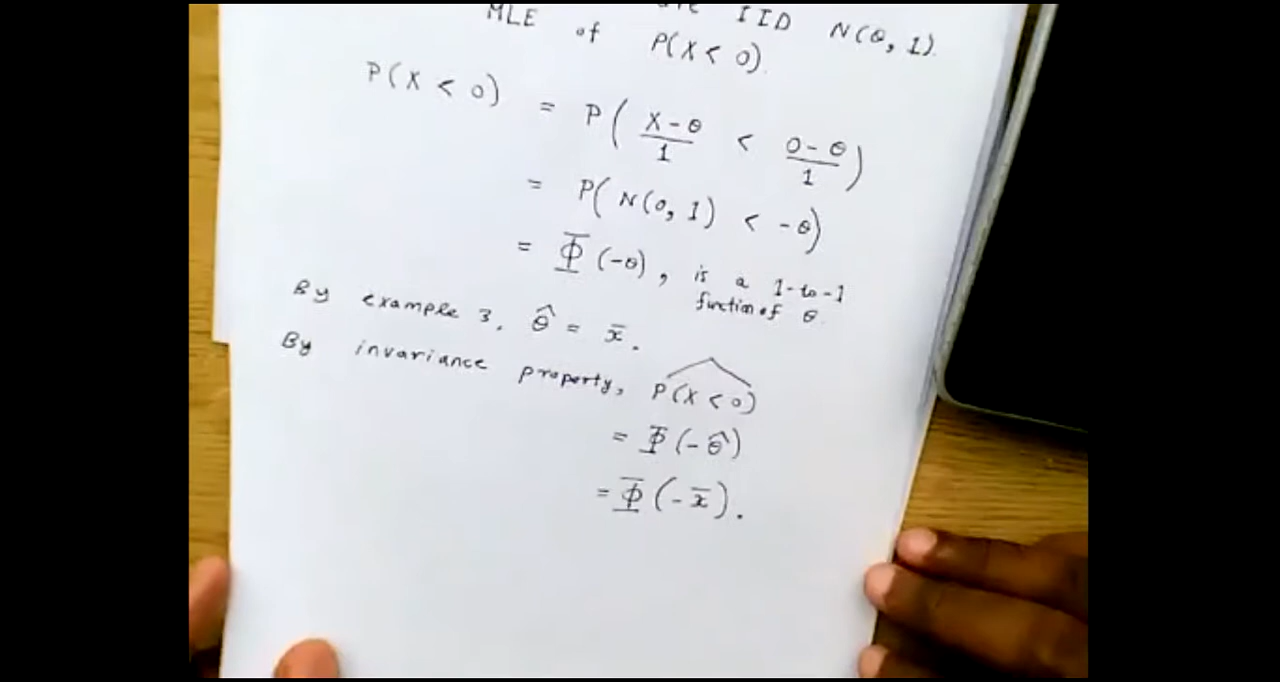 IID N(θ, 1).
MLE of P(X < 0).
P(X < 0) = P( (X-θ)/1 < (0-θ)/1 )
= P( N(0, 1) < -θ)
= Φ (-θ), is a 1-to-1
function of θ.
By example 3, θ̂ = x̄.
By invariance property, P(X < 0)
= Φ (-θ̂)
= Φ (-x̄).